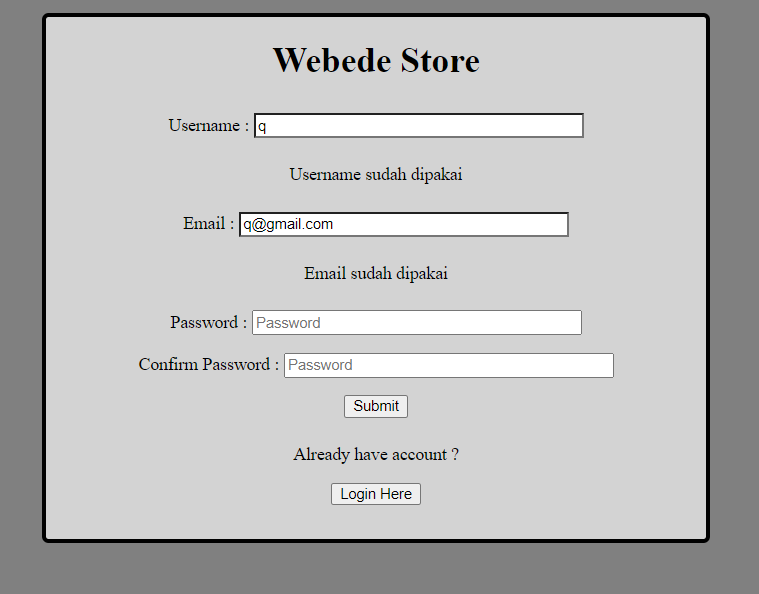 Webede Store
Username : q
Username sudah dipakai
Email : q@gmail.com
Email sudah dipakai
Password : Password
Confirm Password : Password
Submit
Already have account ?
Login Here